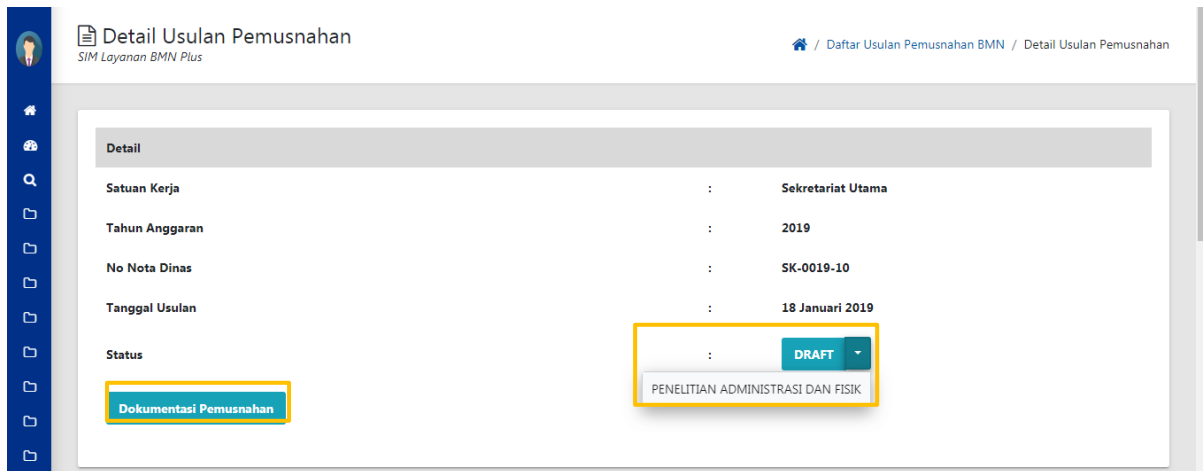 Detail Usulan Pemusnahan
SIM Layanan BMN Plus
/ Daftar Usulan Pemusnahan BMN / Detail Usulan Pemusnahan
Detail
Satuan Kerja : Sekretariat Utama
Tahun Anggaran : 2019
No Nota Dinas : SK-0019-10
Tanggal Usulan : 18 Januari 2019
Status : DRAFT
PENELITIAN ADMINISTRASI DAN FISIK
Dokumentasi Pemusnahan